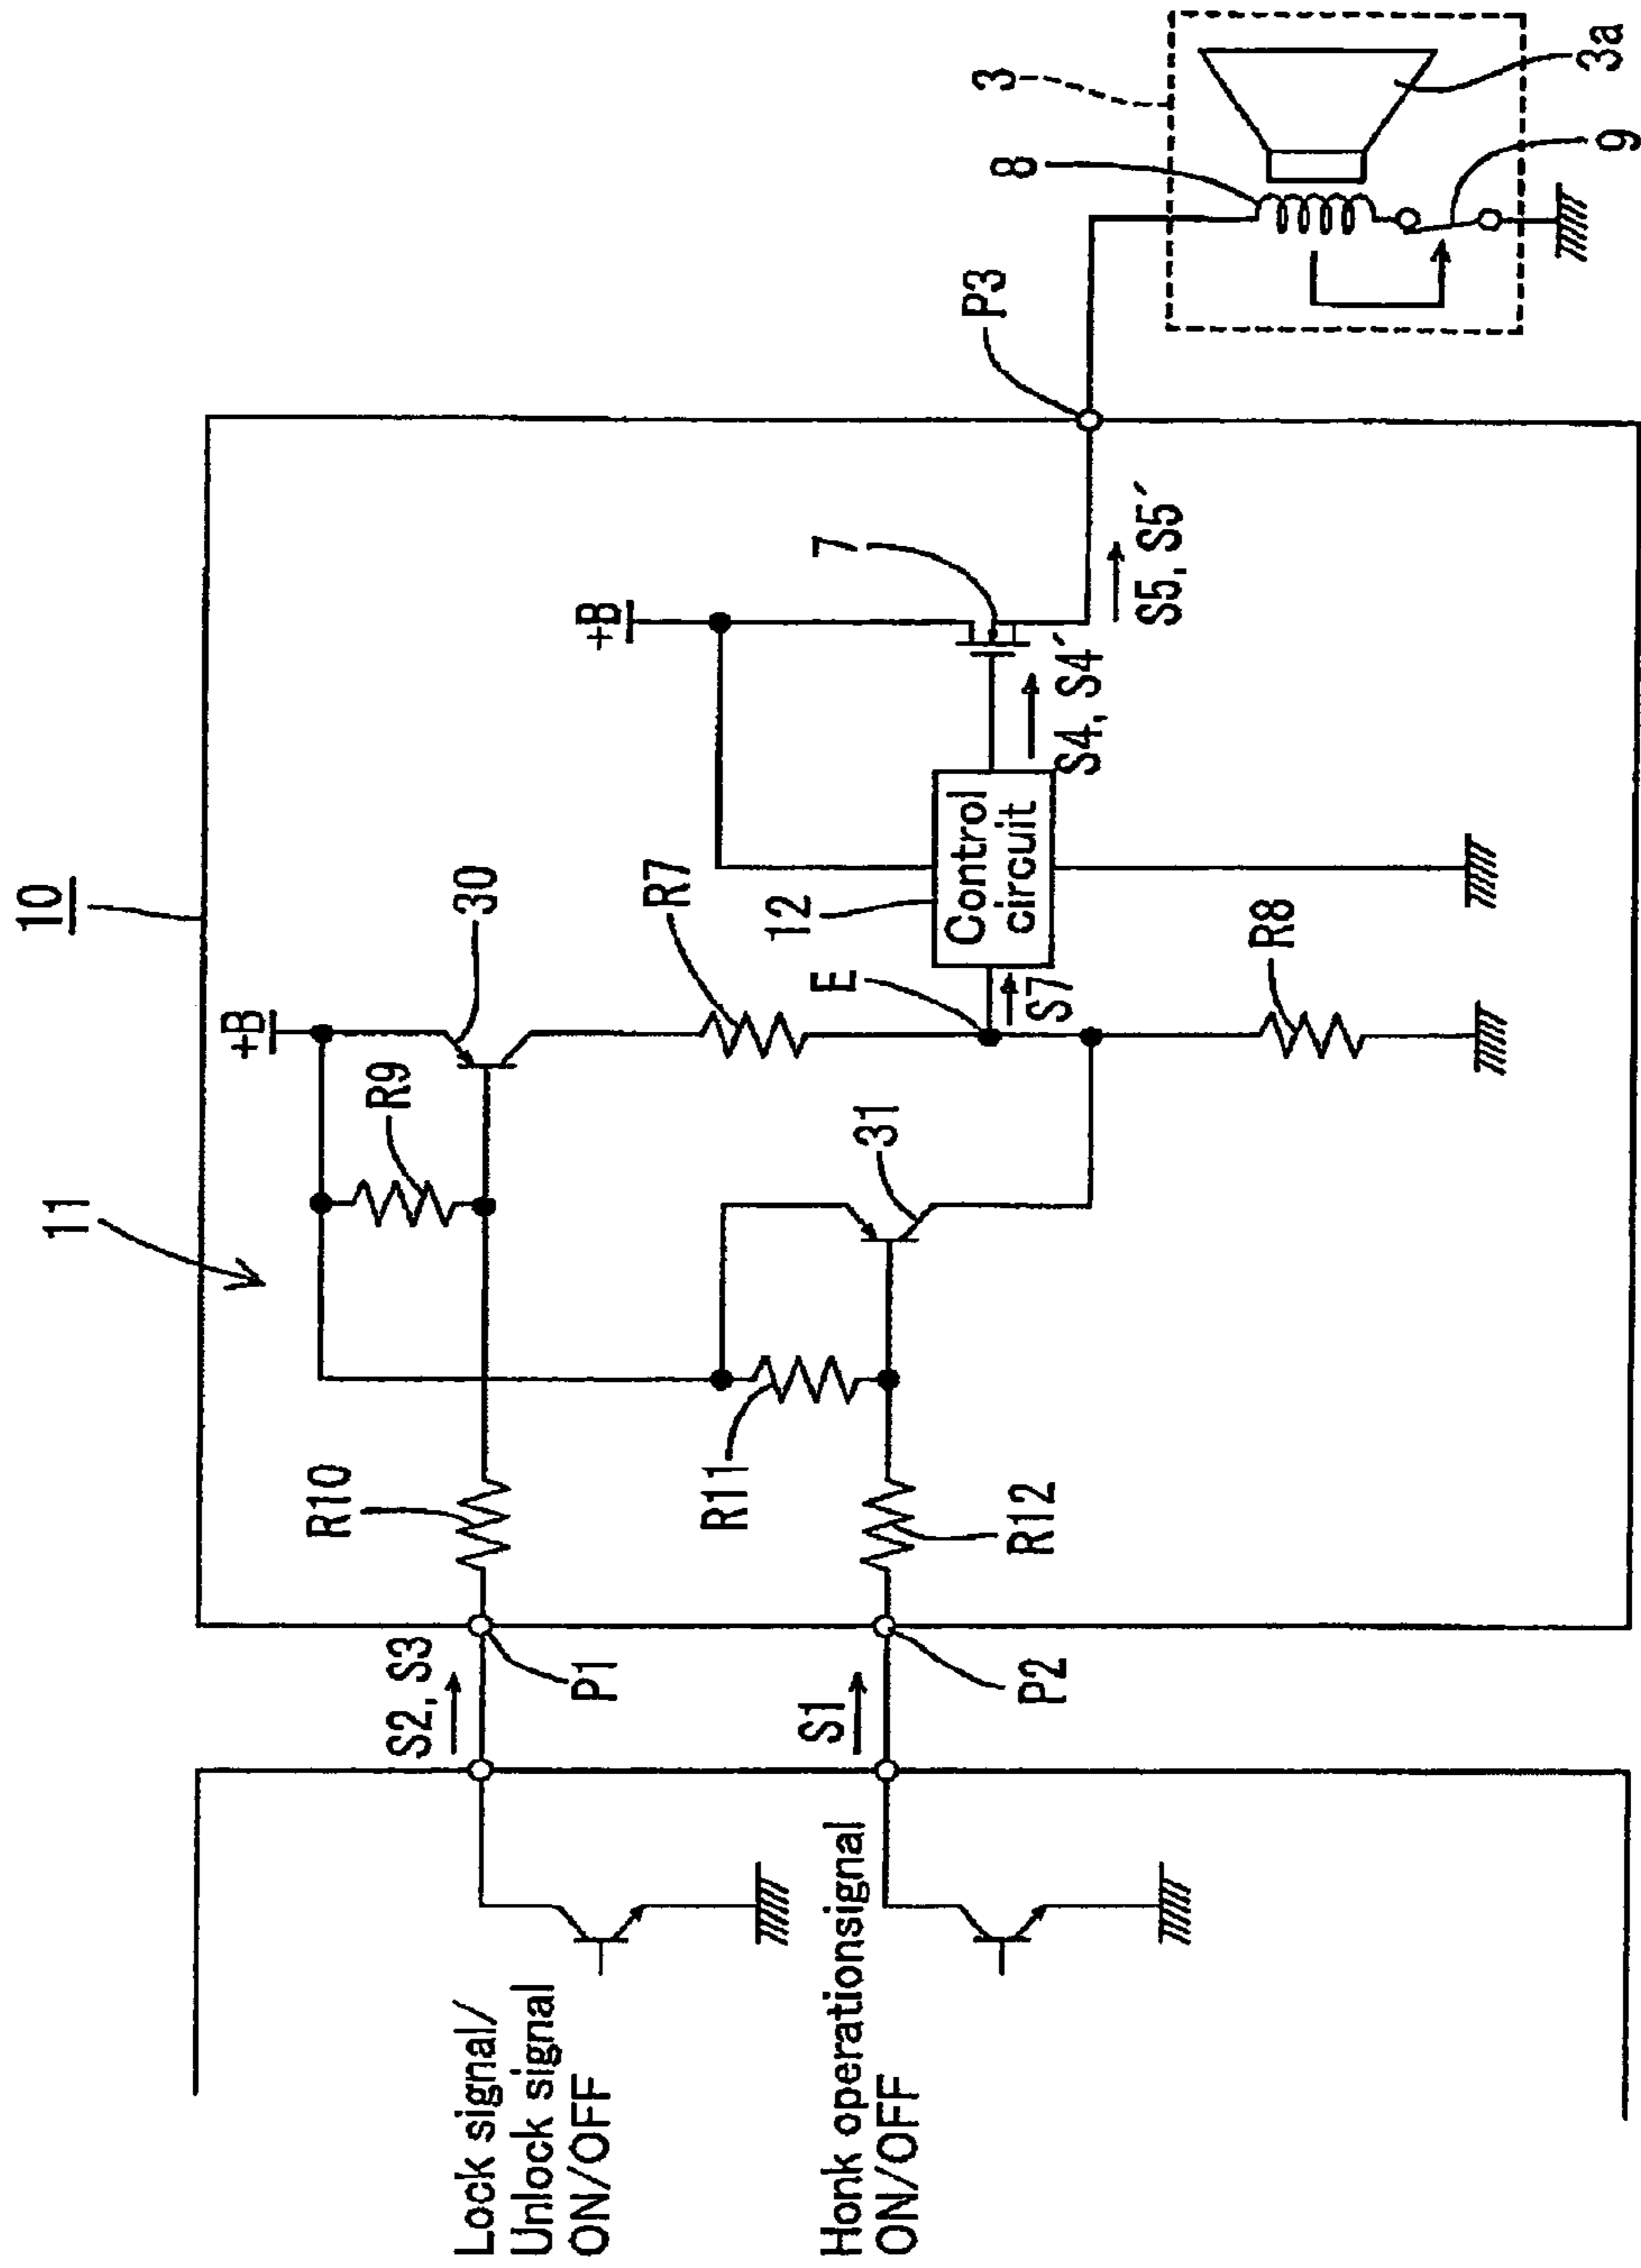 10
11
+B
R9
30
R10
R7
+B
7
R11
31
12
Control
circuit
E
S7
S4, S4´
S5, S5´
R12
R8
P3
3
8
3a
9
S2, S3
P1
S1
P2
Lock signal/
Unlock signal
ON/OFF
Honk operationsignal
ON/OFF